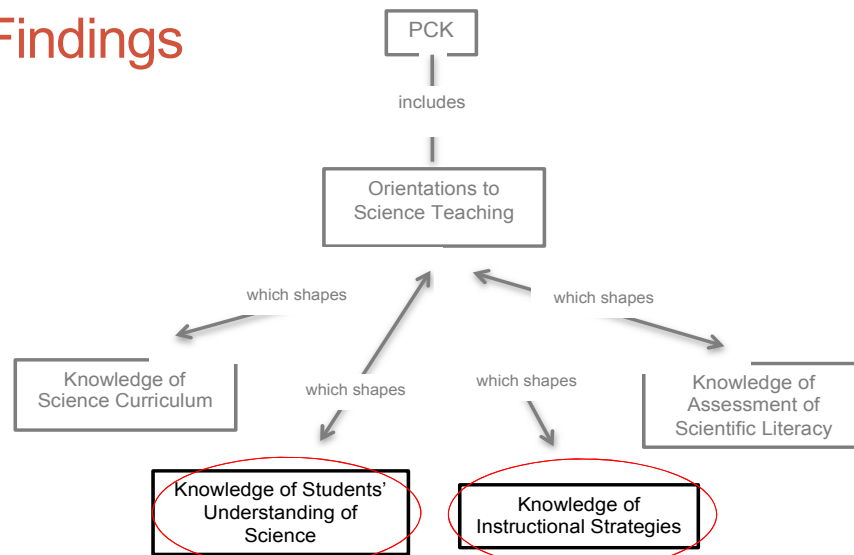 Findings
PCK
includes
Orientations to
Science Teaching
which shapes
which shapes
which shapes
which shapes
Knowledge of
Science Curriculum
Knowledge of
Assessment of
Scientific Literacy
Knowledge of Students’
Understanding of
Science
Knowledge of
Instructional Strategies